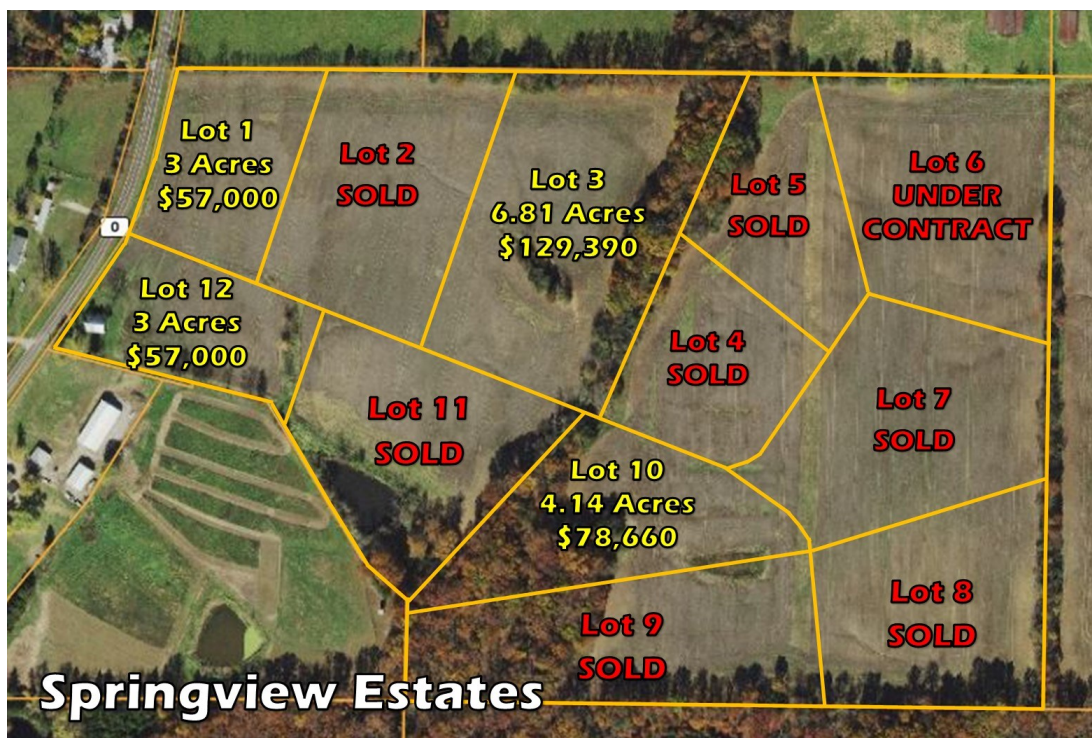 Lot 1
3 Acres
$57,000
Lot 2
SOLD
Lot 3
6.81 Acres
$129,390
Lot 5
SOLD
Lot 6
UNDER
CONTRACT
0
Lot 12
3 Acres
$57,000
Lot 4
SOLD
Lot 11
SOLD
Lot 7
SOLD
Lot 10
4.14 Acres
$78,660
Lot 9
SOLD
Lot 8
SOLD
Springview Estates